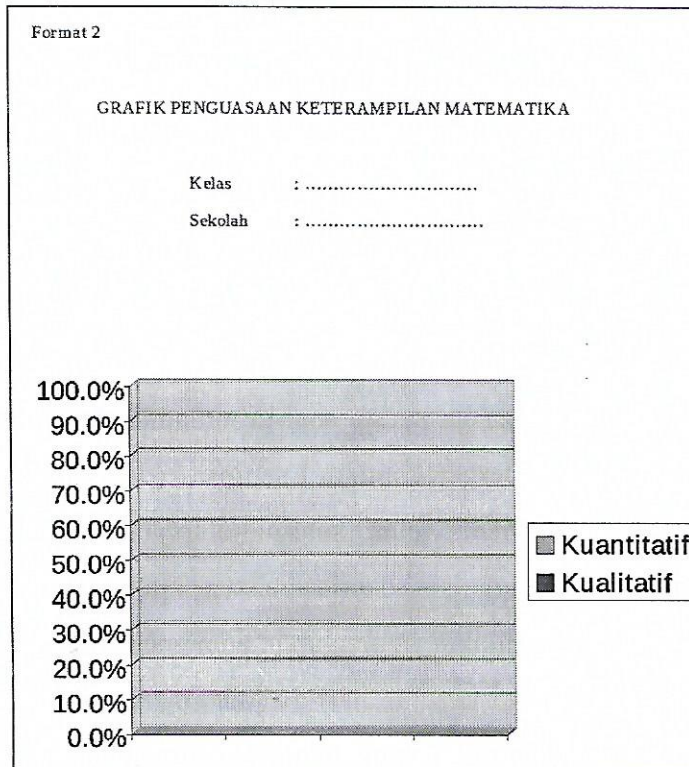 Format 2
GRAFIK PENGUASAAN KETERAMPILAN MATEMATIKA
Kelas : ...............................
Sekolah : ................................
100.0%
90.0%
80.0%
70.0%
60.0%
50.0%
40.0%
30.0%
20.0%
10.0%
0.0%
Kuantitatif
Kualitatif